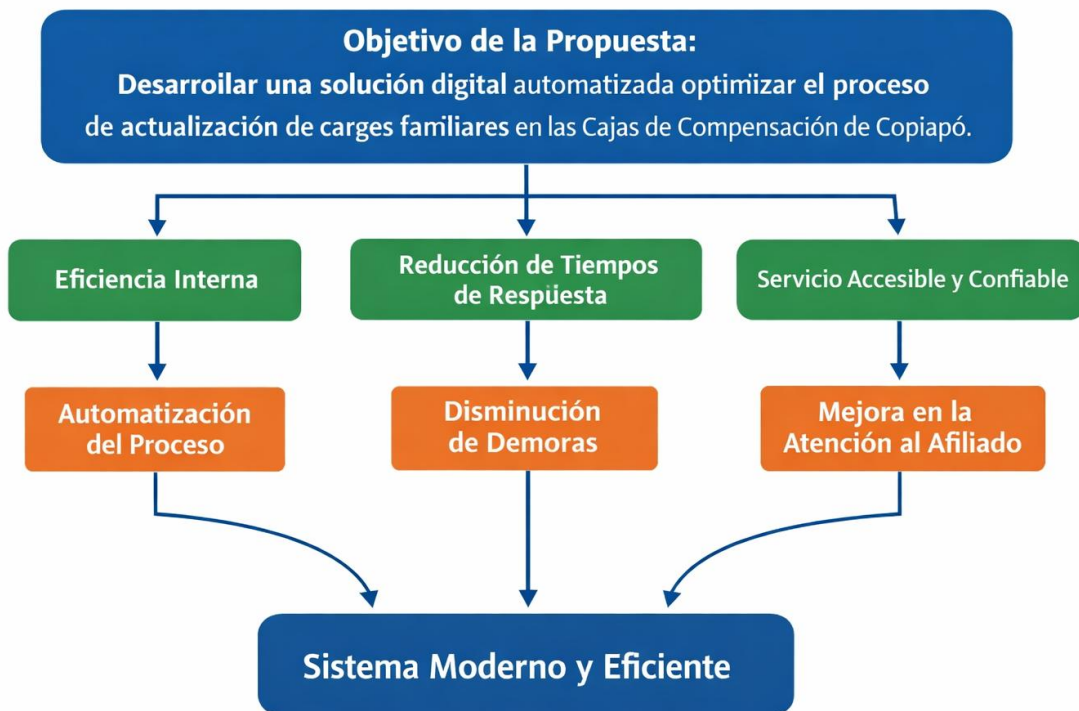 Objetivo de la Propuesta:
Desarroilar una solución digital automatizada optimizar el proceso
de actualización de carges familiares en las Cajas de Compensación de Copiapó.
Eficiencia Interna
Reducción de Tiempos
de Respüesta
Servicio Accesible y Confiable
Automatización
del Proceso
Disminución
de Demoras
Mejora en la
Atención al Afiliado
Sistema Moderno y Eficiente